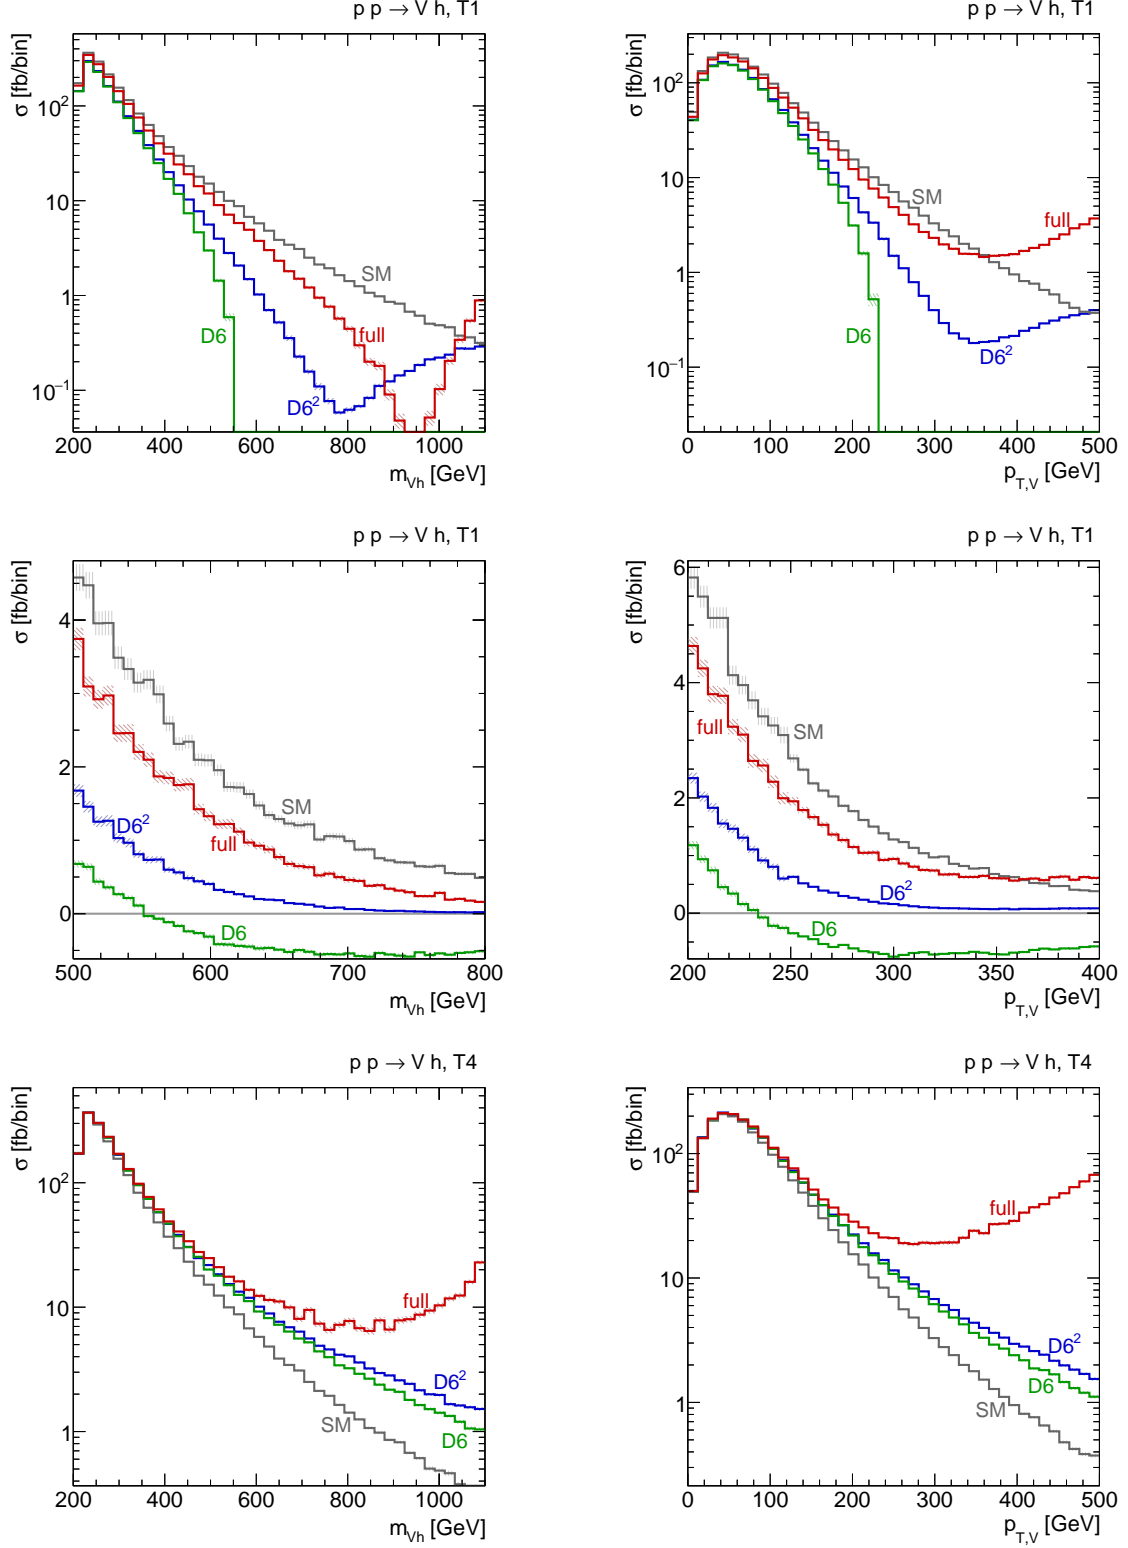 p p → V h, T1
σ [fb/bin]
10²
10
1
10⁻¹
SM
full
D6
D6²
200 400 600 800 1000
m_Vh [GeV]
p p → V h, T1
σ [fb/bin]
10²
10
1
10⁻¹
SM
full
D6
D6²
0 100 200 300 400 500
p_T,V [GeV]
p p → V h, T1
σ [fb/bin]
4
2
0
SM
D6²
full
D6
500 600 700 800
m_Vh [GeV]
p p → V h, T1
σ [fb/bin]
6
4
2
0
full
SM
D6²
D6
200 250 300 350 400
p_T,V [GeV]
p p → V h, T4
σ [fb/bin]
10²
10
1
full
D6²
SM
D6
200 400 600 800 1000
m_Vh [GeV]
p p → V h, T4
σ [fb/bin]
10²
10
1
full
D6²
D6
SM
0 100 200 300 400 500
p_T,V [GeV]